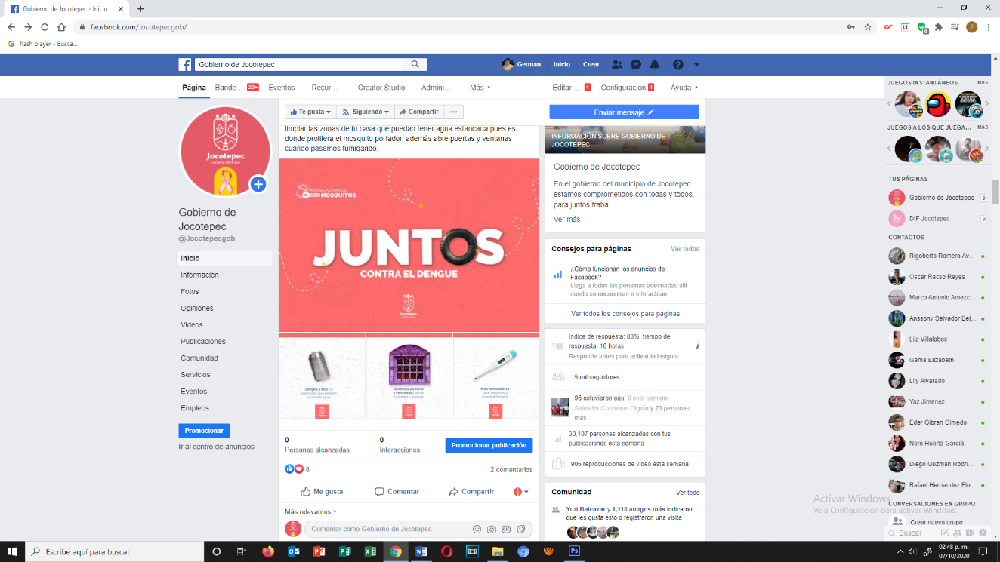 Gobierno de Jocotepec - Inicio
facebook.com/Jocotepecgob/
flash player - Busca...
Gobierno de Jocotepec
German
Inicio
Crear
Página
Bande...
20+
Eventos
Recur...
Creator Studio
Admini...
Más
Editar ...
1
Configuración
1
Ayuda
Jocotepec
Gobierno Municipal
Gobierno de
Jocotepec
@Jocotepecgob
Inicio
Información
Fotos
Opiniones
Videos
Publicaciones
Comunidad
Servicios
Eventos
Empleos
Promocionar
Ir al centro de anuncios
Te gusta
Siguiendo
Compartir
limpiar las zonas de tu casa que puedan tener agua estancada pues es
donde prolifera el mosquito portador, además abre puertas y ventanas
cuando pasemos fumigando.
MENOS CACHARROS
MENOS MOSQUITOS
JUNTOS
CONTRA EL DENGUE
Jocotepec
Limpia y tira los
cacharros que puedan
acumular agua
Abre tus puertas
y ventanas cuando
pasemos a fumigar
Mantente alerta
ante síntomas y
acude al hospital
0
Personas alcanzadas
0
Interacciones
Promocionar publicación
8
2 comentarios
Me gusta
Comentar
Compartir
Más relevantes
Comentar como Gobierno de Jocotepec
GIF
Enviar mensaje
INFORMACIÓN SOBRE GOBIERNO DE
JOCOTEPEC
Gobierno de Jocotepec
En el gobierno del municipio de Jocotepec
estamos comprometidos con todas y todos,
para juntos traba...
Ver más
Consejos para páginas
Ver todos
¿Cómo funcionan los anuncios de
Facebook?
Llega a todas las personas adecuadas allí
donde se encuentran e interactúan.
Ver todos los consejos para páginas
Índice de respuesta: 83%; tiempo de
respuesta: 16 horas
Responde antes para activar la insignia
15 mil seguidores
96 estuvieron aquí 0 esta semana
Salvador Contreras Olguín y 23 personas
más
30,107 personas alcanzadas con tus
publicaciones esta semana
905 reproducciones de video esta semana
Comunidad
Ver todo
Yuri Balcazar y 1,118 amigos más indicaron
que les gusta esto o registraron una visita
JUEGOS INSTANTÁNEOS
MÁS
JUEGOS A LOS QUE JUEGA...
MÁS
TUS PÁGINAS
Gobierno de Jocotepec
9
DIF Jocotepec
9
CONTACTOS
Rigoberto Romero Av...
Oscar Racso Reyes
Marco Antonio Amezc...
Anssony Salvador Bel...
Liiz Villalobos
Gama Elizabeth
Lily Alvarado
Yaz Jimenez
Eder Gibran Olmedo
Nore Huerta García
Diego Guzman Rodri...
Rafael Hernandez Flo...
CONVERSACIONES EN GRUPO
Crear nuevo grupo
Buscar
Activar Windows
Ve a Configuración para activar Windows.
Escribe aquí para buscar
02:48 p. m.
07/10/2020